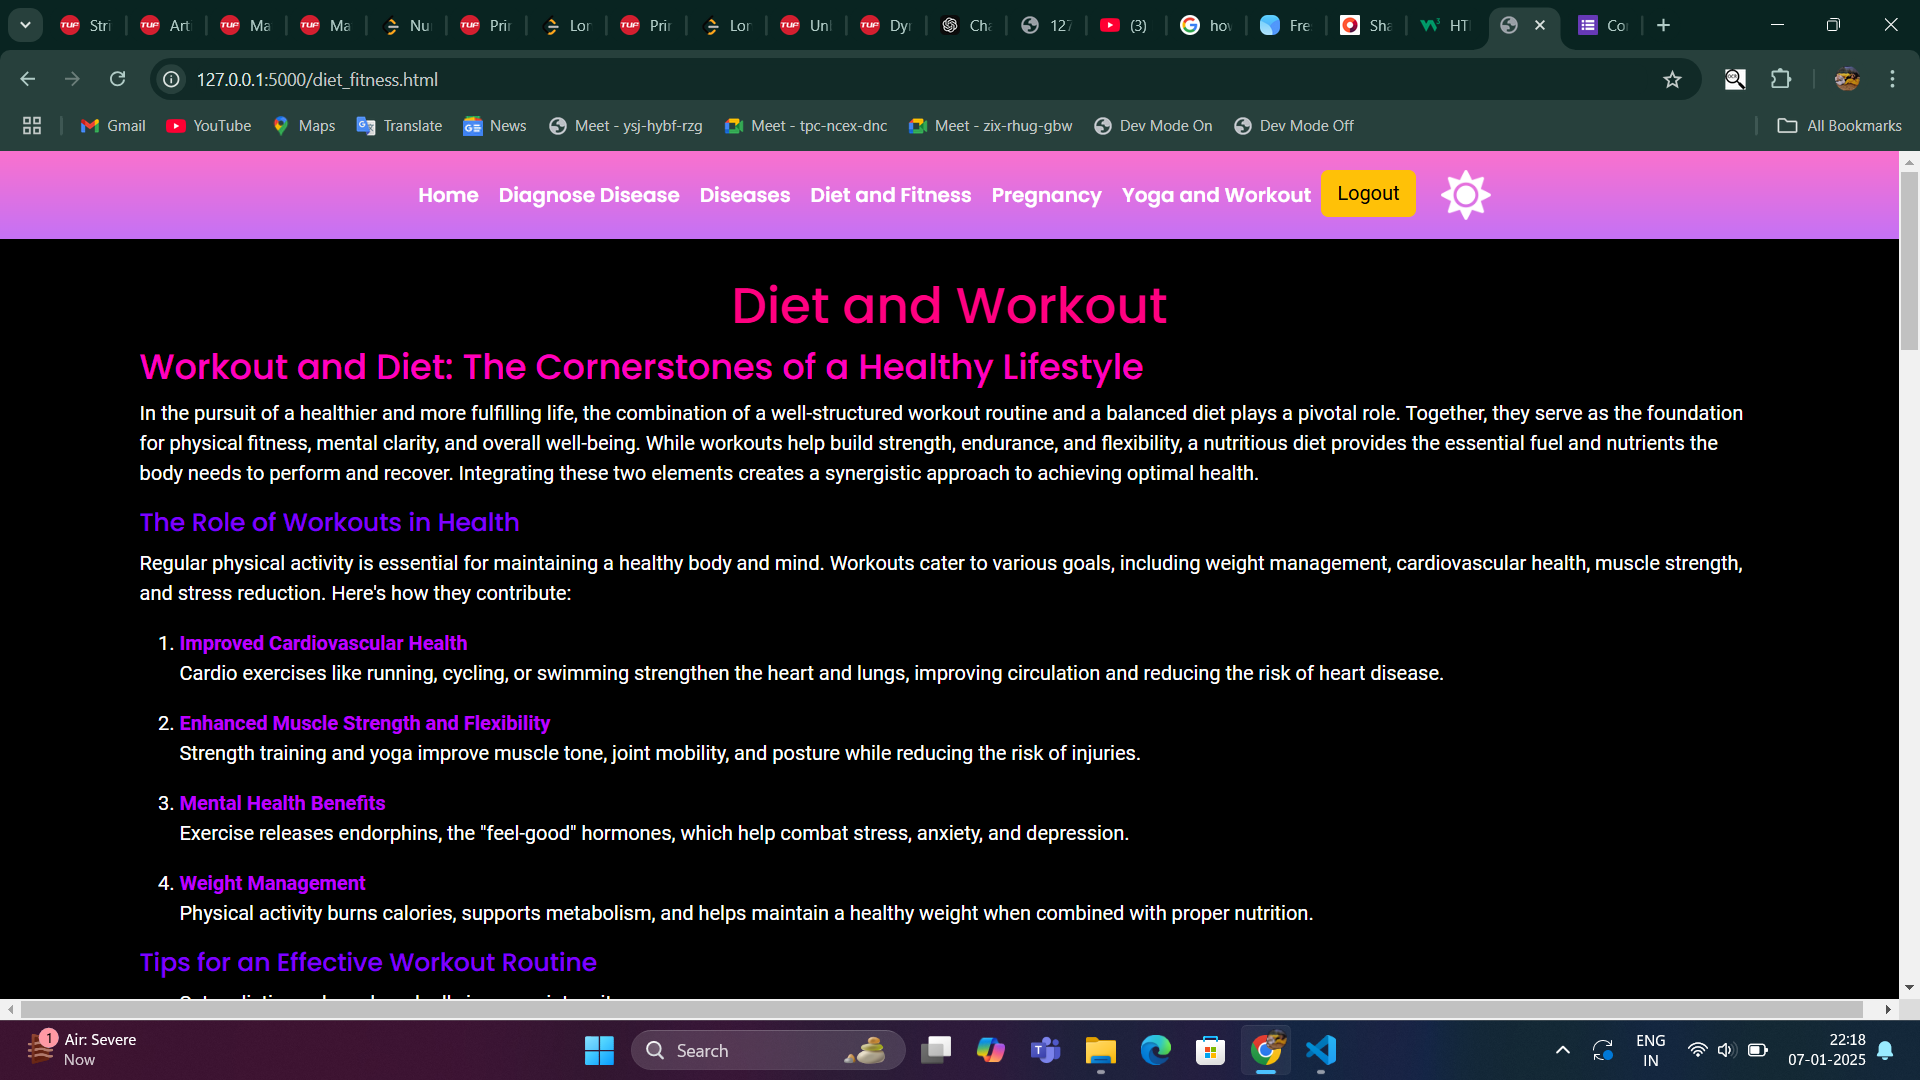 Stri
Art
Ma
Ma
Nu
Prir
Lor
Prir
Lor
Unl
Dyr
Cha
127
(3)
hov
Fre
Sha
HT
Co
127.0.0.1:5000/diet_fitness.html
Gmail
YouTube
Maps
Translate
News
Meet - ysj-hybf-rzg
Meet - tpc-ncex-dnc
Meet - zix-rhug-gbw
Dev Mode On
Dev Mode Off
All Bookmarks
Home
Diagnose Disease
Diseases
Diet and Fitness
Pregnancy
Yoga and Workout
Logout
Diet and Workout
Workout and Diet: The Cornerstones of a Healthy Lifestyle
In the pursuit of a healthier and more fulfilling life, the combination of a well-structured workout routine and a balanced diet plays a pivotal role. Together, they serve as the foundation
for physical fitness, mental clarity, and overall well-being. While workouts help build strength, endurance, and flexibility, a nutritious diet provides the essential fuel and nutrients the
body needs to perform and recover. Integrating these two elements creates a synergistic approach to achieving optimal health.
The Role of Workouts in Health
Regular physical activity is essential for maintaining a healthy body and mind. Workouts cater to various goals, including weight management, cardiovascular health, muscle strength,
and stress reduction. Here's how they contribute:
1. Improved Cardiovascular Health
Cardio exercises like running, cycling, or swimming strengthen the heart and lungs, improving circulation and reducing the risk of heart disease.
2. Enhanced Muscle Strength and Flexibility
Strength training and yoga improve muscle tone, joint mobility, and posture while reducing the risk of injuries.
3. Mental Health Benefits
Exercise releases endorphins, the "feel-good" hormones, which help combat stress, anxiety, and depression.
4. Weight Management
Physical activity burns calories, supports metabolism, and helps maintain a healthy weight when combined with proper nutrition.
Tips for an Effective Workout Routine
1
Air: Severe
Now
Search
ENG
IN
22:18
07-01-2025